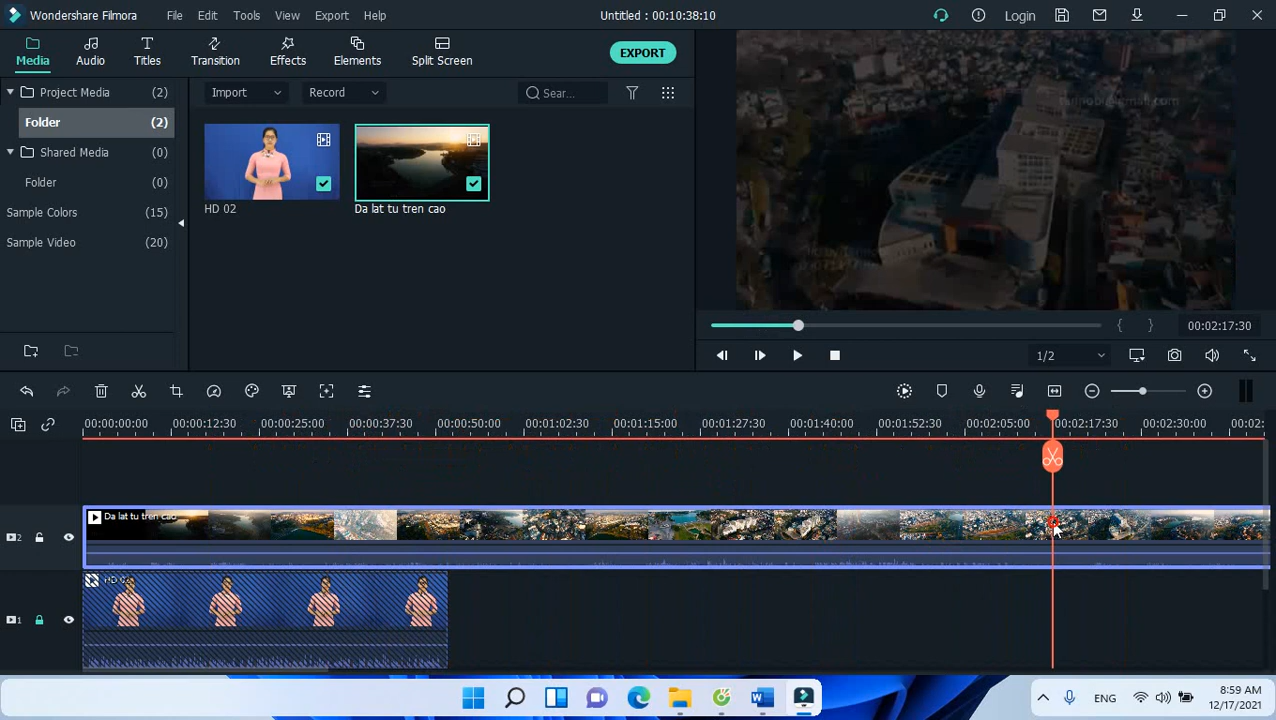 Wondershare Filmora
File Edit Tools View Export Help
Untitled : 00:10:38:10
Login
Media Audio Titles Transition Effects Elements Split Screen
EXPORT
Project Media (2)
Folder (2)
Shared Media (0)
Folder (0)
Sample Colors (15)
Sample Video (20)
Import Record Sear...
HD 02 Da lat tu tren cao
{ } 00:02:17:30
1/2
00:00:00:00 00:00:12:30 00:00:25:00 00:00:37:30 00:00:50:00 00:01:02:30 00:01:15:00 00:01:27:30 00:01:40:00 00:01:52:30 00:02:05:00 00:02:17:30 00:02:30:00 00:02:
2 Da lat tu tren cao
1 HD 02
ENG
8:59 AM
12/17/2021